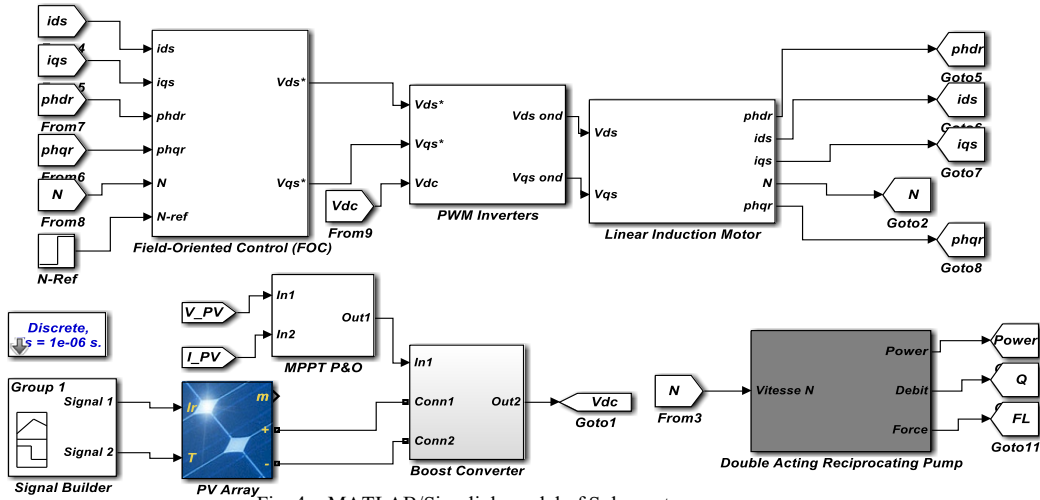 ids
iqs
phdr
From7
phqr
From6
N
From8
N-Ref
ids
iqs
phdr
phqr
N
N-ref
Vds*
Vqs*
Field-Oriented Control (FOC)
Vdc
From9
Vds*
Vqs*
Vdc
Vds ond
Vqs ond
PWM Inverters
Vds
Vqs
phdr
ids
iqs
N
phqr
Linear Induction Motor
phdr
Goto5
ids
iqs
Goto7
N
Goto2
phqr
Goto8
V_PV
I_PV
In1
In2
Out1
MPPT P&O
Discrete,
s = 1e-06 s.
Group 1
Signal 1
Signal 2
Signal Builder
Ir
T
m
+
-
PV Array
In1
Conn1
Conn2
Out2
Boost Converter
Vdc
Goto1
N
From3
Vitesse N
Power
Debit
Force
Double Acting Reciprocating Pump
Power
Q
FL
Goto11